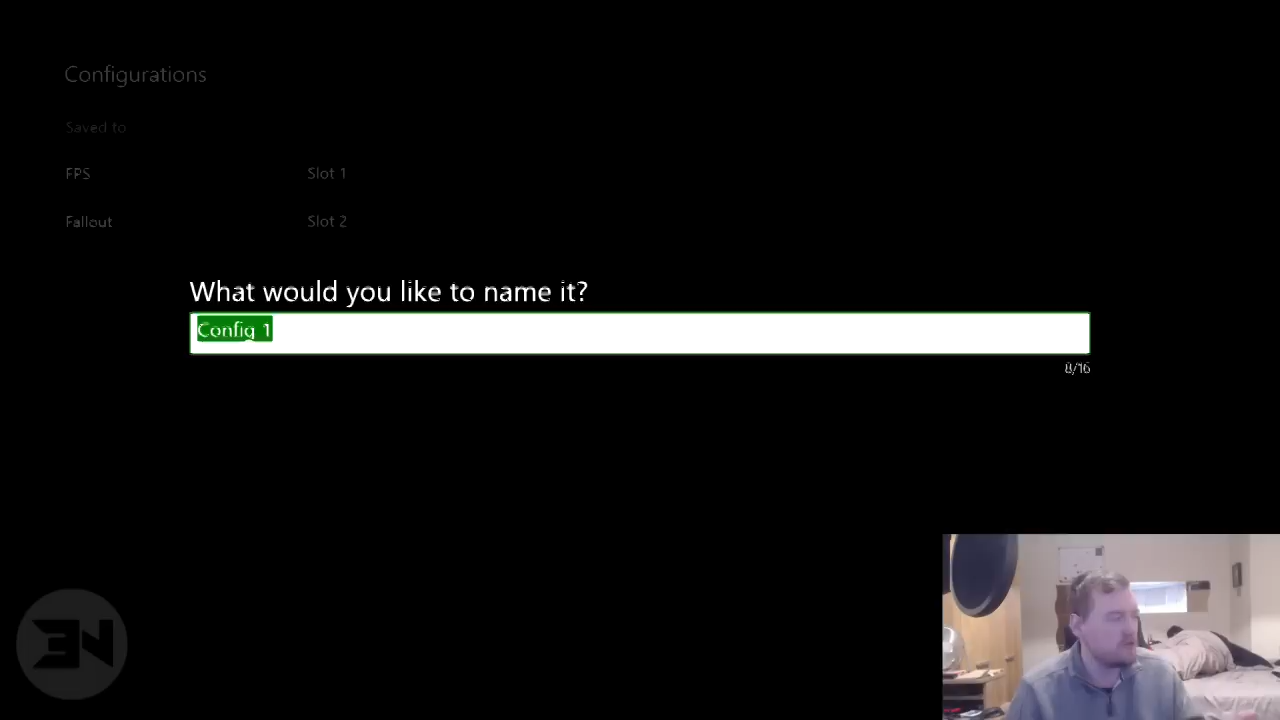 Configurations
Saved to
FPS Slot 1
Fallout Slot 2
What would you like to name it?
Config 1
8/16
3N